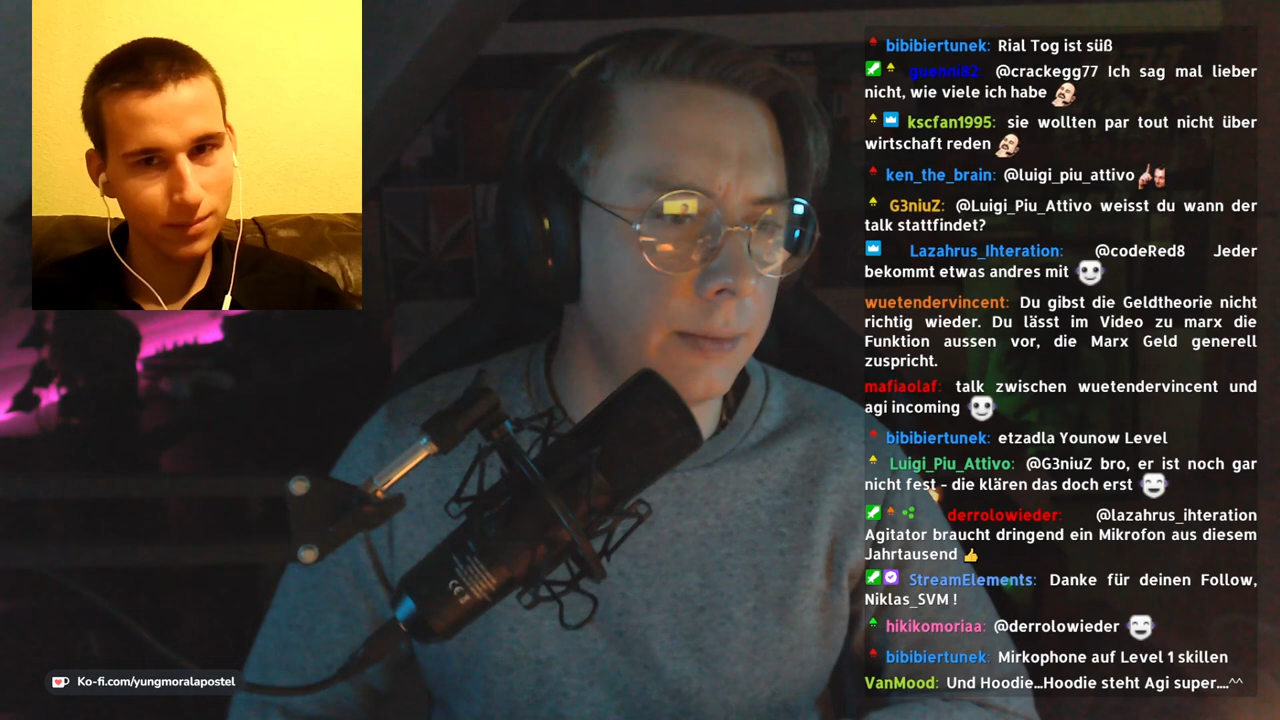 bibibiertunek: Rial Tog ist süß
guenni82: @crackegg77 Ich sag mal lieber
nicht, wie viele ich habe
kscfan1995: sie wollten par tout nicht über
wirtschaft reden
ken_the_brain: @luigi_piu_attivo
G3niuZ: @Luigi_Piu_Attivo weisst du wann der
talk stattfindet?
Lazahrus_Ihteration: @codeRed8 Jeder
bekommt etwas andres mit
wuetendervincent: Du gibst die Geldtheorie nicht
richtig wieder. Du lässt im Video zu marx die
Funktion aussen vor, die Marx Geld generell
zuspricht.
mafiaolaf: talk zwischen wuetendervincent und
agi incoming
bibibiertunek: etzadla Younow Level
Luigi_Piu_Attivo: @G3niuZ bro, er ist noch gar
nicht fest - die klären das doch erst
derrolowieder: @lazahrus_ihteration
Agitator braucht dringend ein Mikrofon aus diesem
Jahrtausend
StreamElements: Danke für deinen Follow,
Niklas_SVM !
hikikomoriaa: @derrolowieder
bibibiertunek: Mirkophone auf Level 1 skillen
VanMood: Und Hoodie...Hoodie steht Agi super....^^
Ko-fi.com/yungmoralapostel